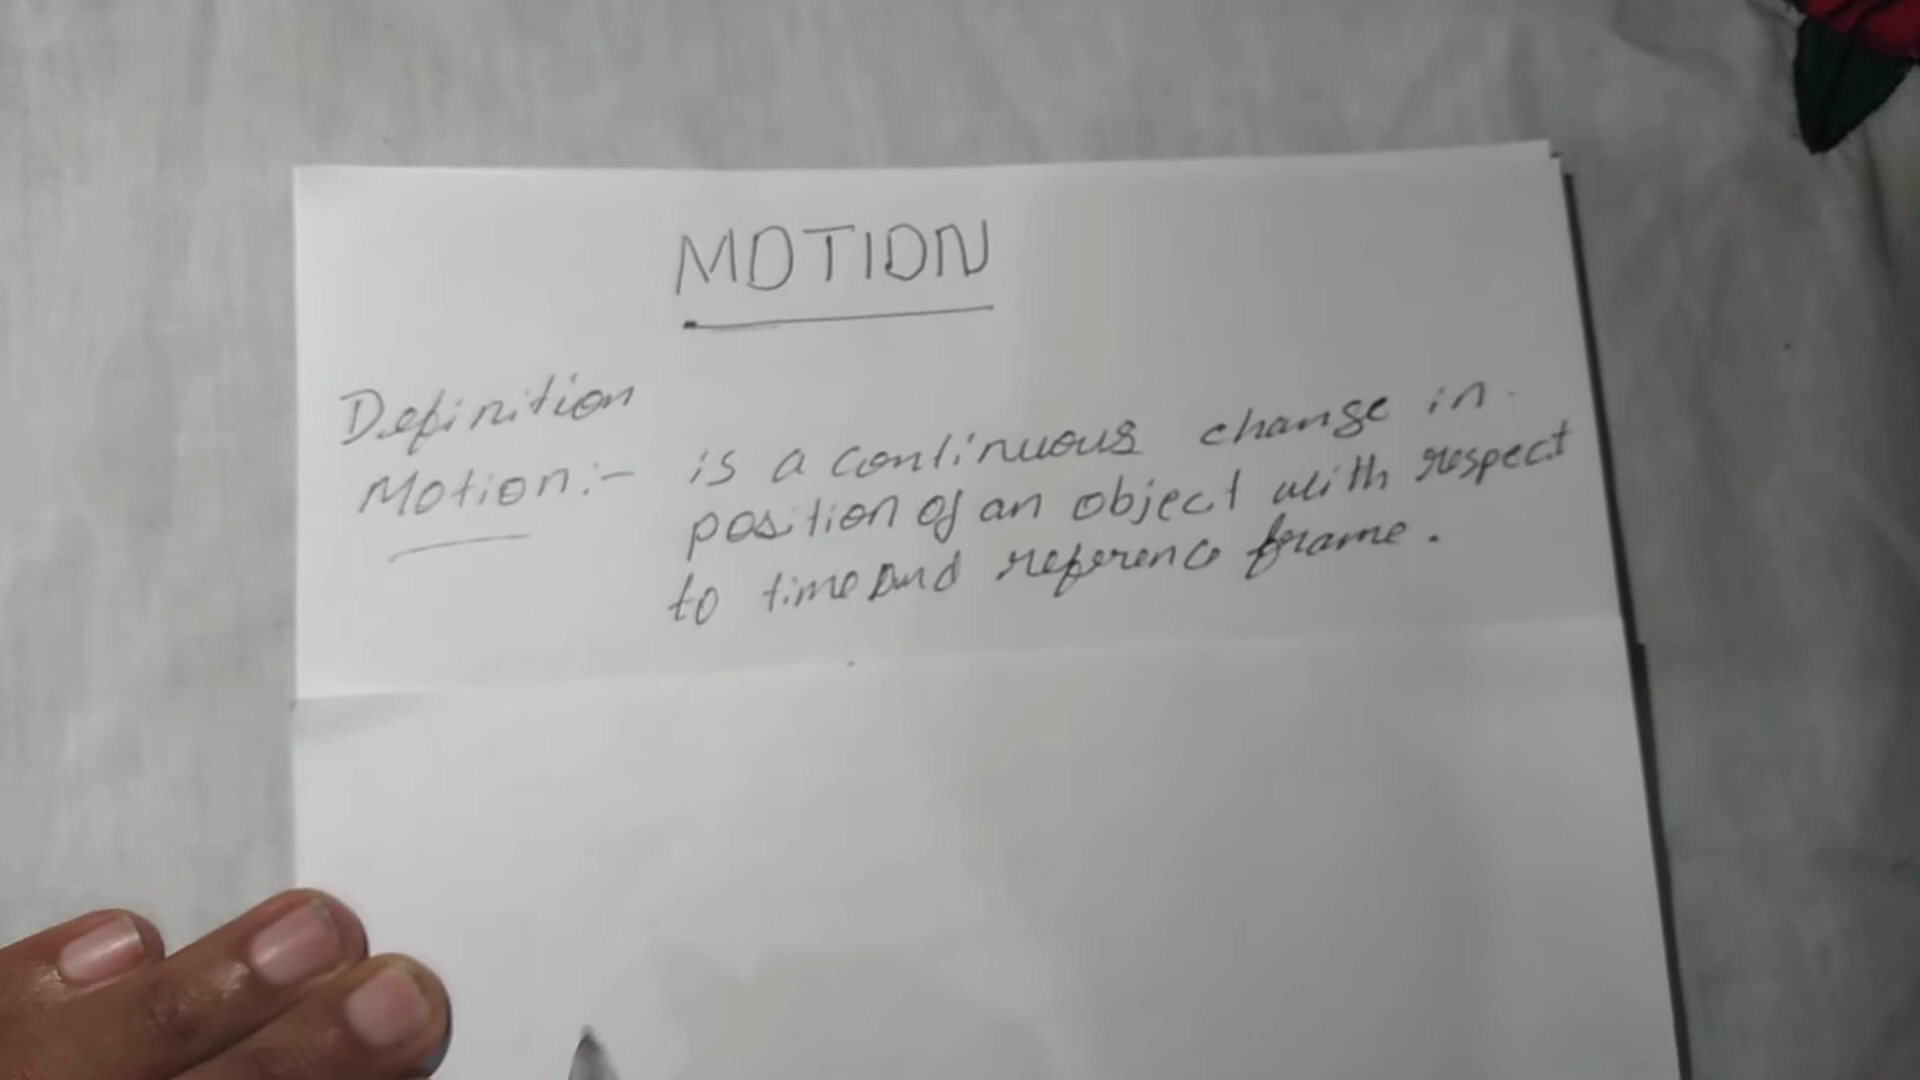 MOTION
Definition
Motion:- is a continuous change in
position of an object with respect
to time and reference frame.